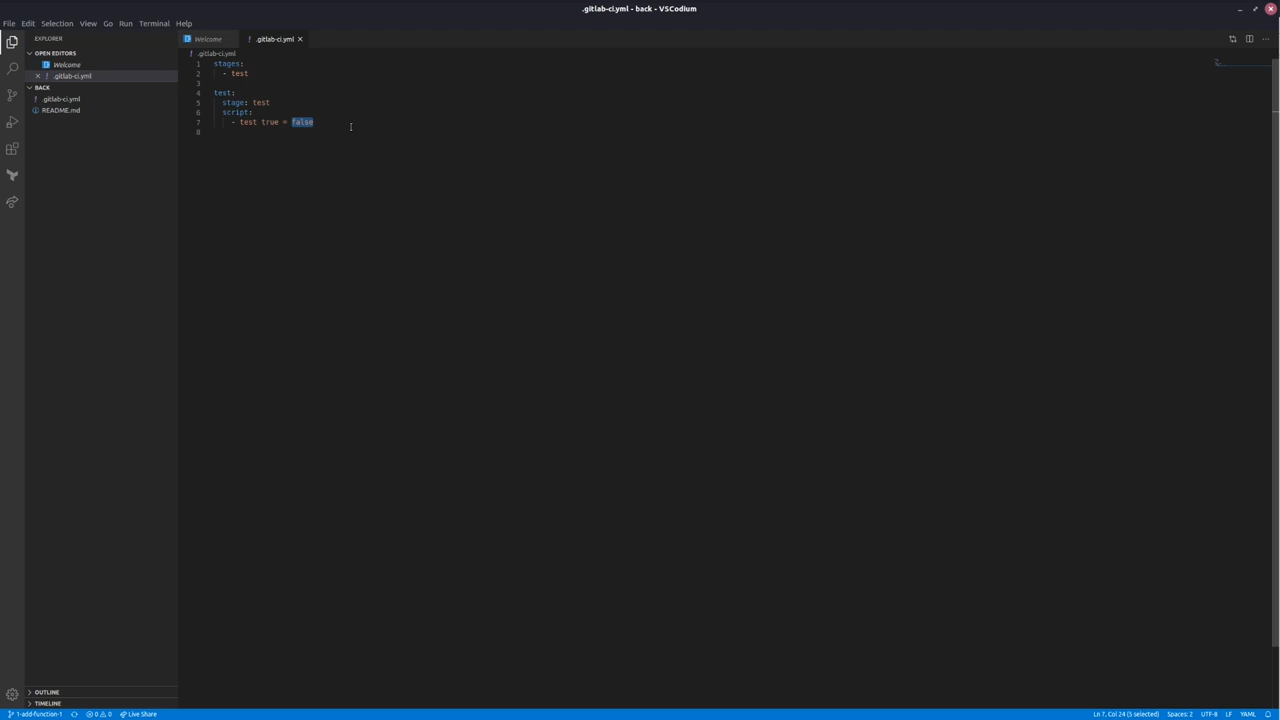 .gitlab-ci.yml - back - VSCodium
File Edit Selection View Go Run Terminal Help
EXPLORER
OPEN EDITORS
Welcome
.gitlab-ci.yml
BACK
.gitlab-ci.yml
README.md
OUTLINE
TIMELINE
Welcome
.gitlab-ci.yml
.gitlab-ci.yml
1 stages:
2 - test
3
4 test:
5 stage: test
6 script:
7 - test true = false
8
1-add-function-1 0 0 Live Share Ln 7, Col 24 (5 selected) Spaces: 2 UTF-8 LF YAML